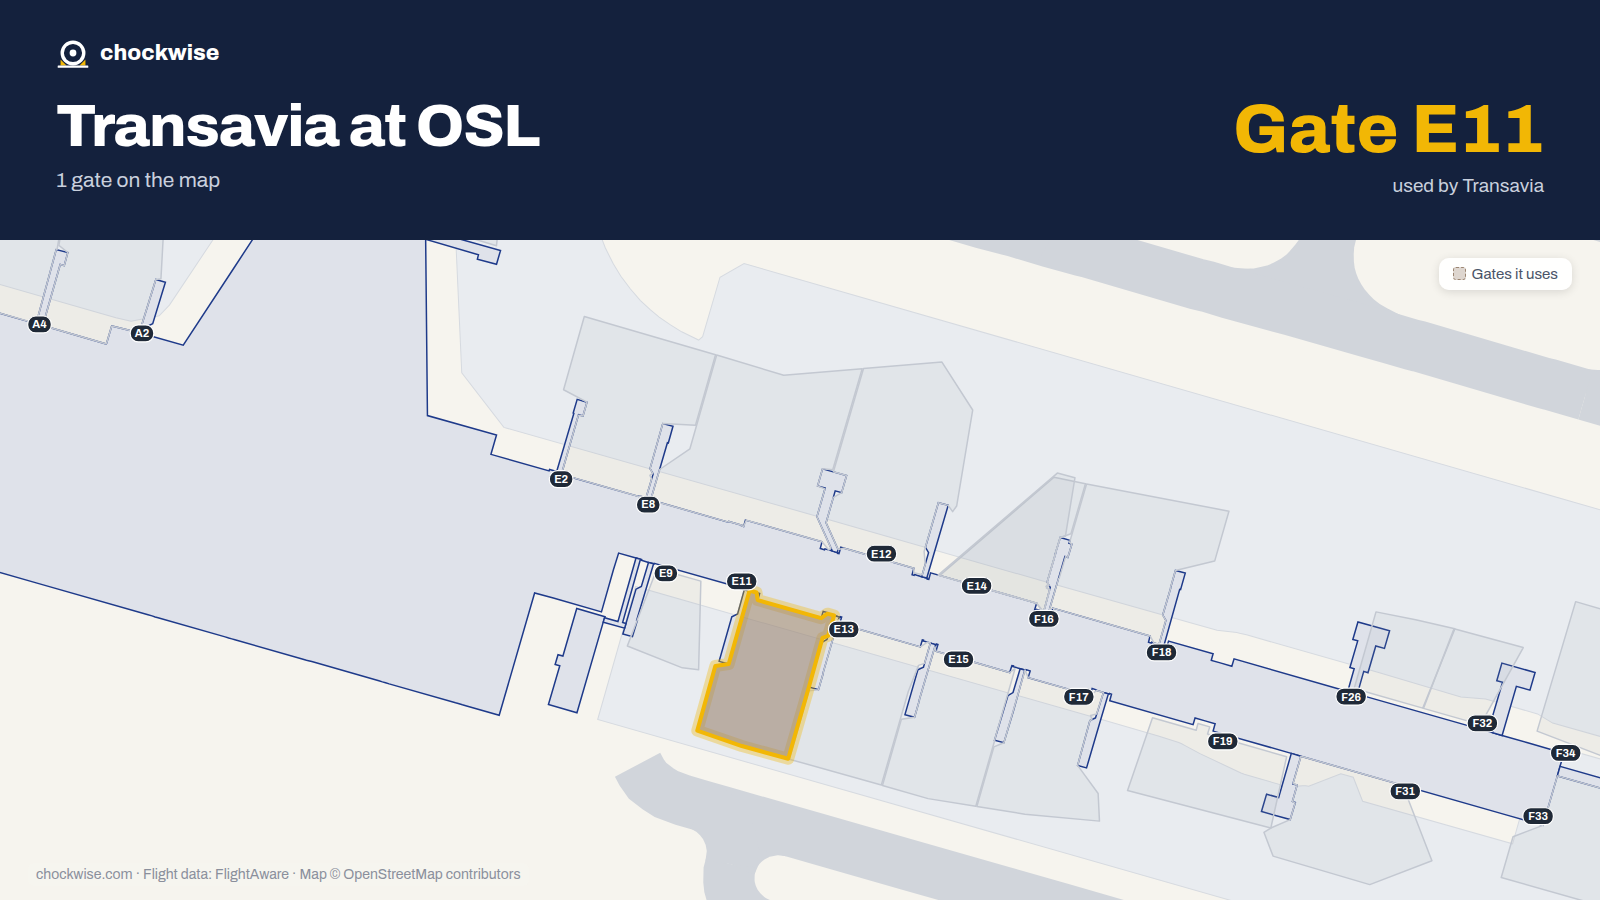 chockwise
Transavia at OSL
1 gate on the map
Gate E11
used by Transavia
Gates it uses
A4
A2
E2
E8
E12
E9
E11
E14
F16
E13
E15
F18
F17
F26
F19
F32
F34
F31
F33
chockwise.com · Flight data: FlightAware · Map © OpenStreetMap contributors